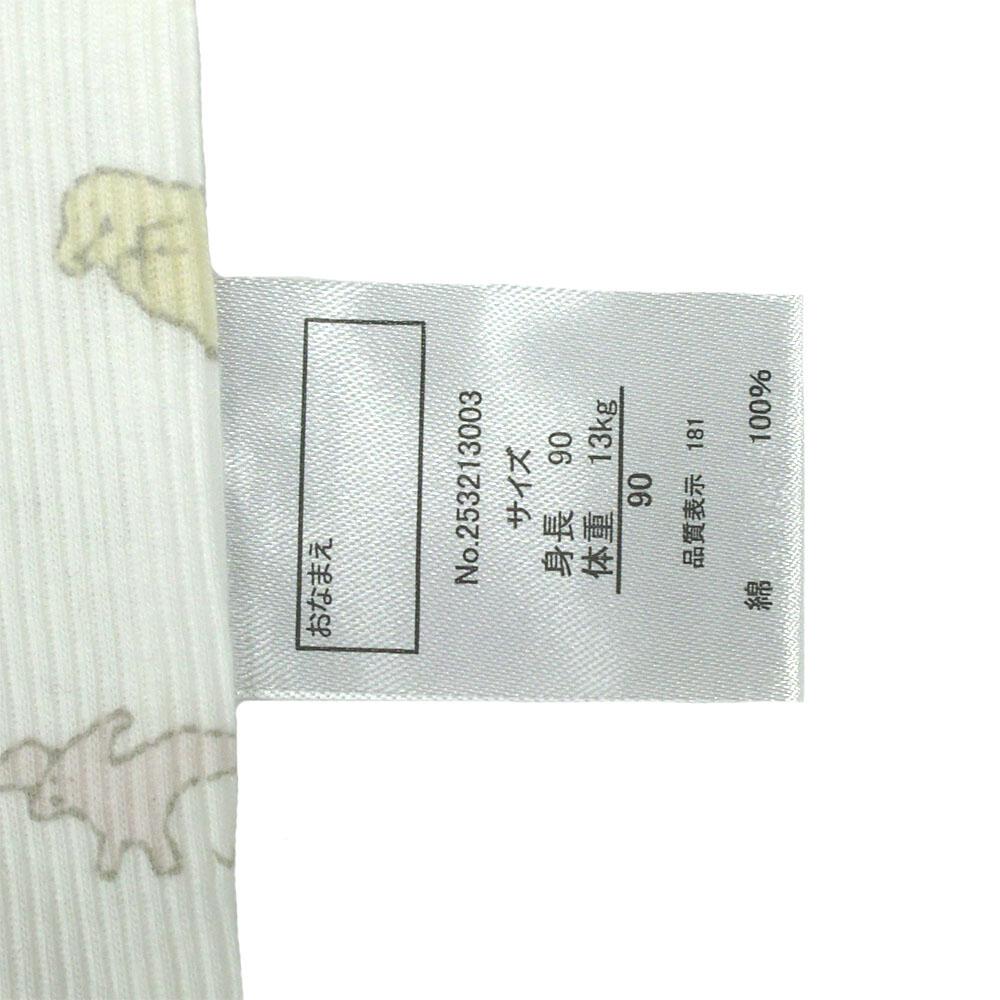 おなまえ
No.253213003
サイズ
身長 90
体重 13kg
90
品質表示 181
綿 100%